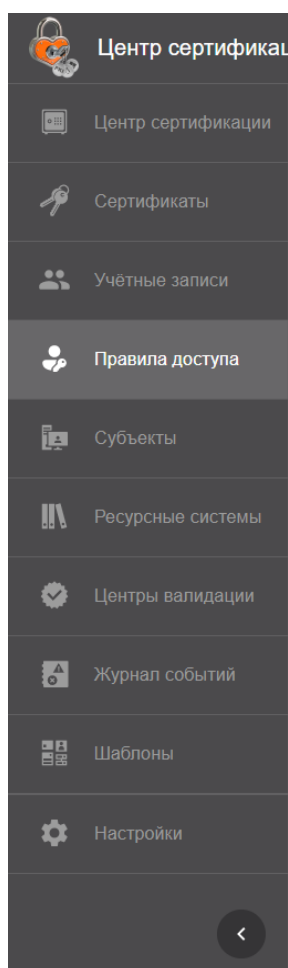 Центр сертификац
Центр сертификации
Сертификаты
Учётные записи
Правила доступа
Субъекты
Ресурсные системы
Центры валидации
Журнал событий
Шаблоны
Настройки